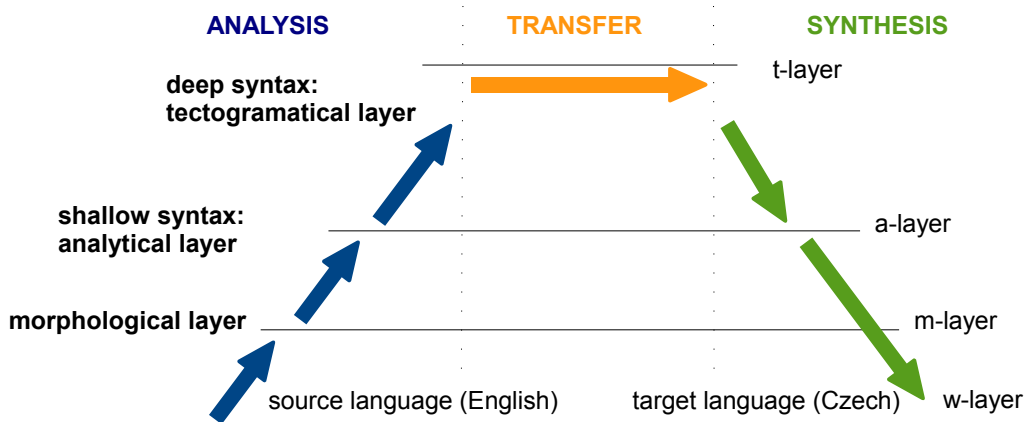 ANALYSIS
TRANSFER
SYNTHESIS
deep syntax:
tectogramatical layer
t-layer
shallow syntax:
analytical layer
a-layer
morphological layer
m-layer
source language (English)
target language (Czech)
w-layer